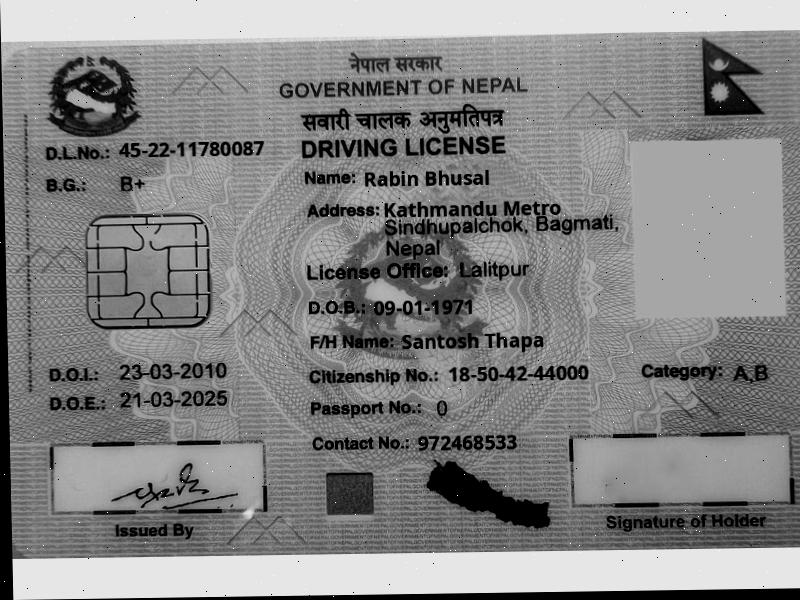 नेपाल सरकार
GOVERNMENT OF NEPAL
सवारी चालक अनुमतिपत्र
DRIVING LICENSE
D.L.No.: 45-22-11780087
B.G.: B+
Name: Rabin Bhusal
Address: Kathmandu Metro
Sindhupalchok, Bagmati,
Nepal
License Office: Lalitpur
D.O.B.: 09-01-1971
F/H Name: Santosh Thapa
D.O.I.: 23-03-2010
Citizenship No.: 18-50-42-44000
Category: A,B
D.O.E.: 21-03-2025
Passport No.: 0
Contact No.: 972468533
Issued By
Signature of Holder